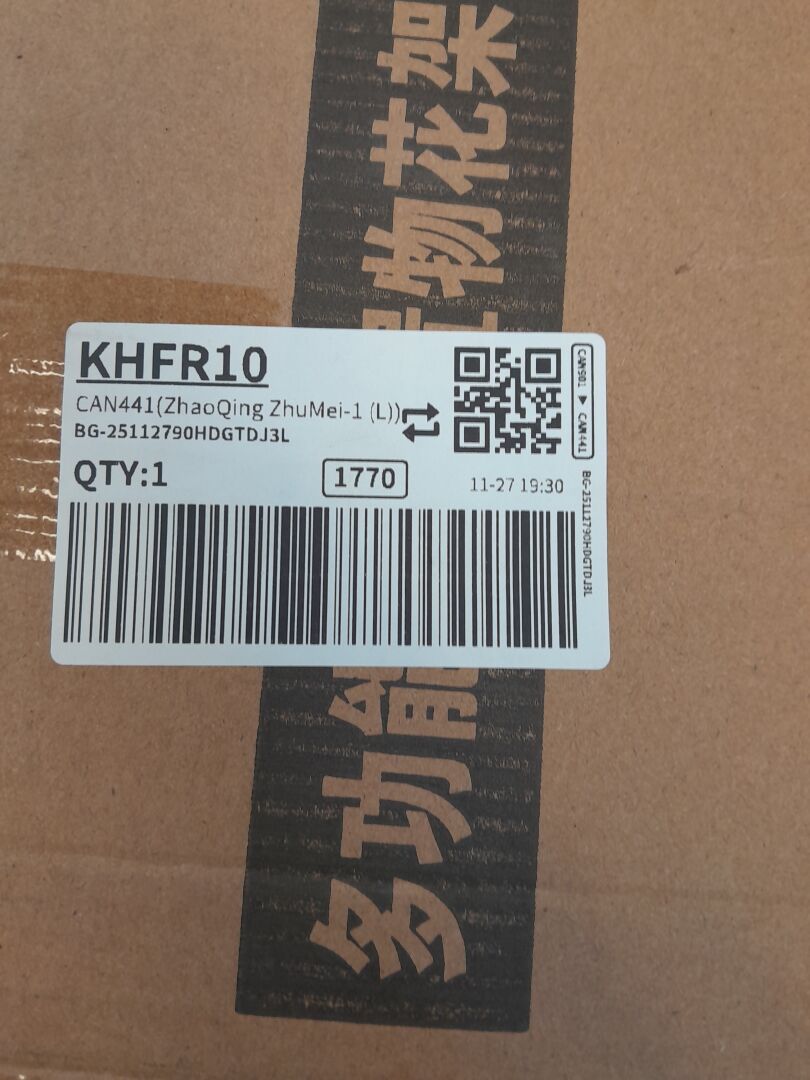 KHFR10
CAN441(ZhaoQing ZhuMei-1 (L))
BG-25112790HDGTDJ3L
QTY:1
1770
11-27 19:30
CAN901 ▶ CAN441
BG-25112790HDGTDJ3L
多功能
物花架